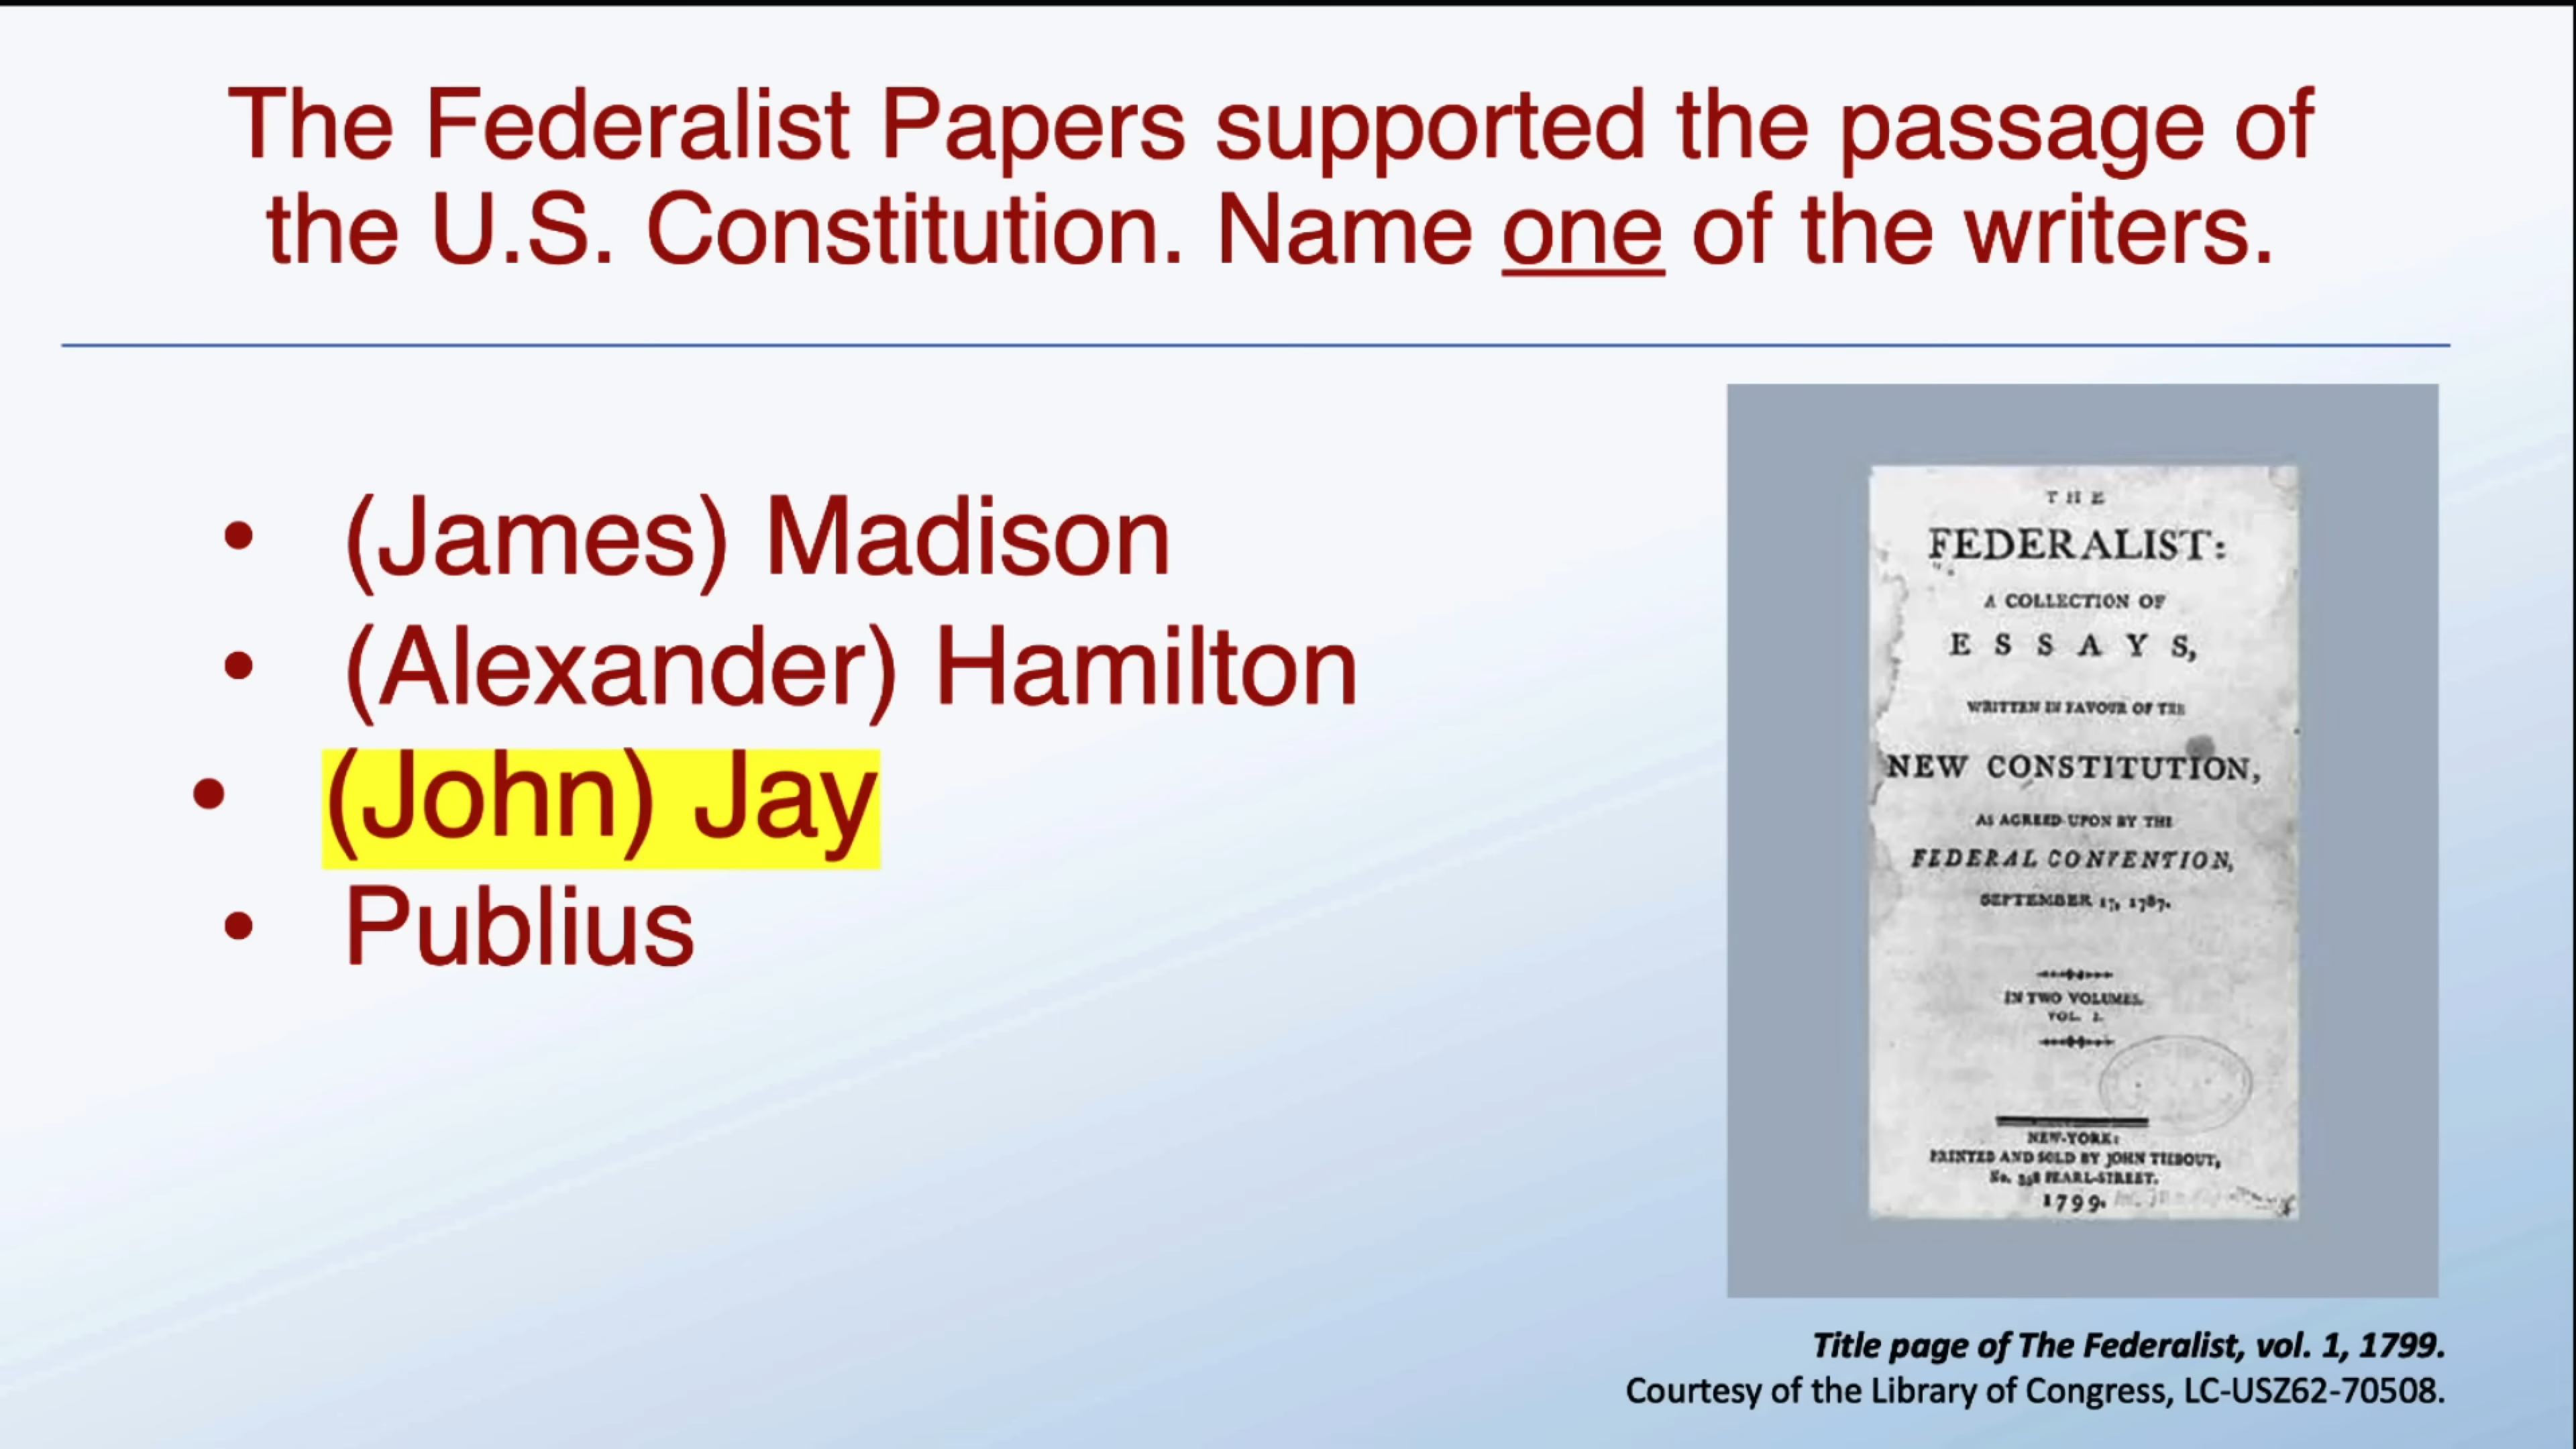 The Federalist Papers supported the passage of
the U.S. Constitution. Name one of the writers.
• (James) Madison
• (Alexander) Hamilton
• (John) Jay
• Publius
THE
FEDERALIST:
A COLLECTION OF
ESSAYS,
WRITTEN IN FAVOUR OF THE
NEW CONSTITUTION,
AS AGREED UPON BY THE
FEDERAL CONVENTION,
SEPTEMBER 17, 1787.
IN TWO VOLUMES.
VOL. I.
NEW-YORK:
PRINTED AND SOLD BY JOHN TIEBOUT,
No. 358 PEARL-STREET.
1799.
Title page of The Federalist, vol. 1, 1799.
Courtesy of the Library of Congress, LC-USZ62-70508.